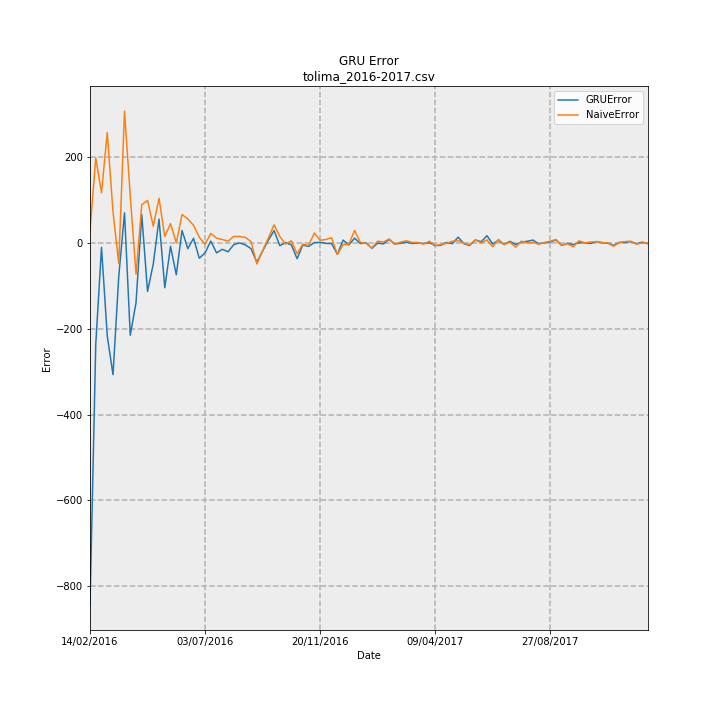 GRU Error
tolima_2016-2017.csv
GRUError
NaiveError
200
0
−200
−400
−600
−800
Error
14/02/2016
03/07/2016
20/11/2016
09/04/2017
27/08/2017
Date